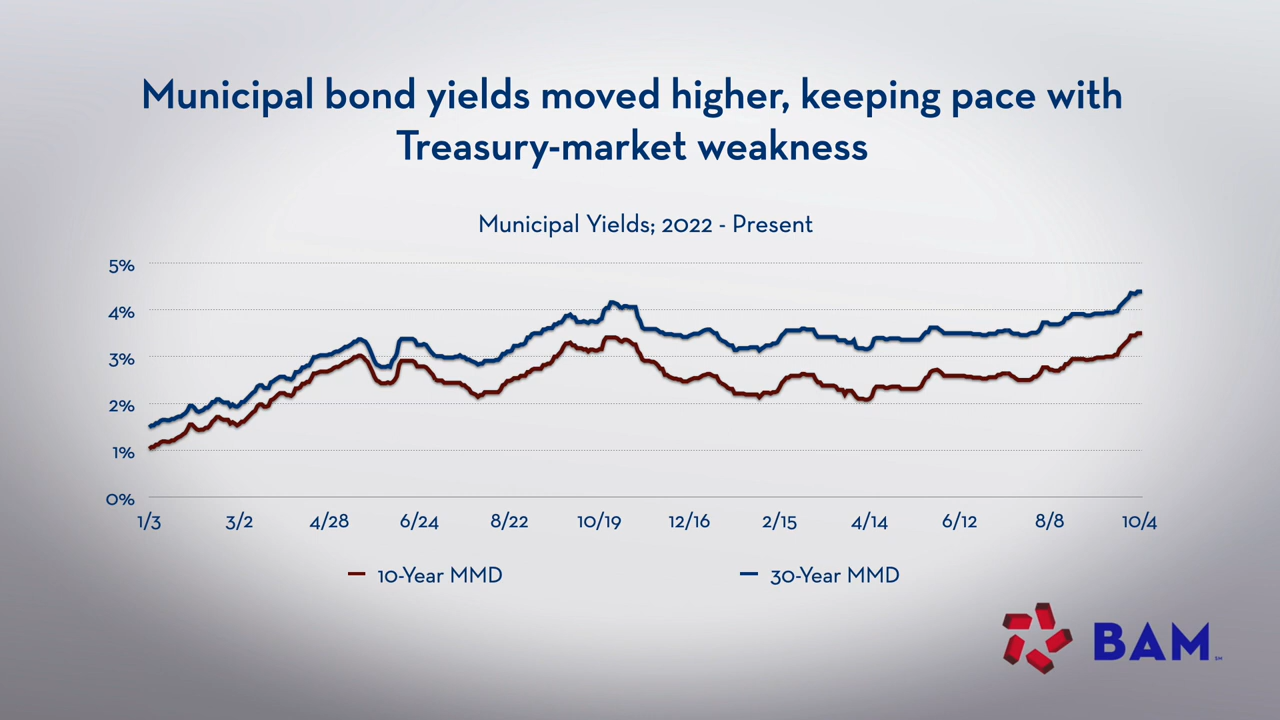 Municipal bond yields moved higher, keeping pace with
Treasury-market weakness
Municipal Yields; 2022 - Present
5%
4%
3%
2%
1%
0%
1/3 3/2 4/28 6/24 8/22 10/19 12/16 2/15 4/14 6/12 8/8 10/4
10-Year MMD 30-Year MMD
BAM SM